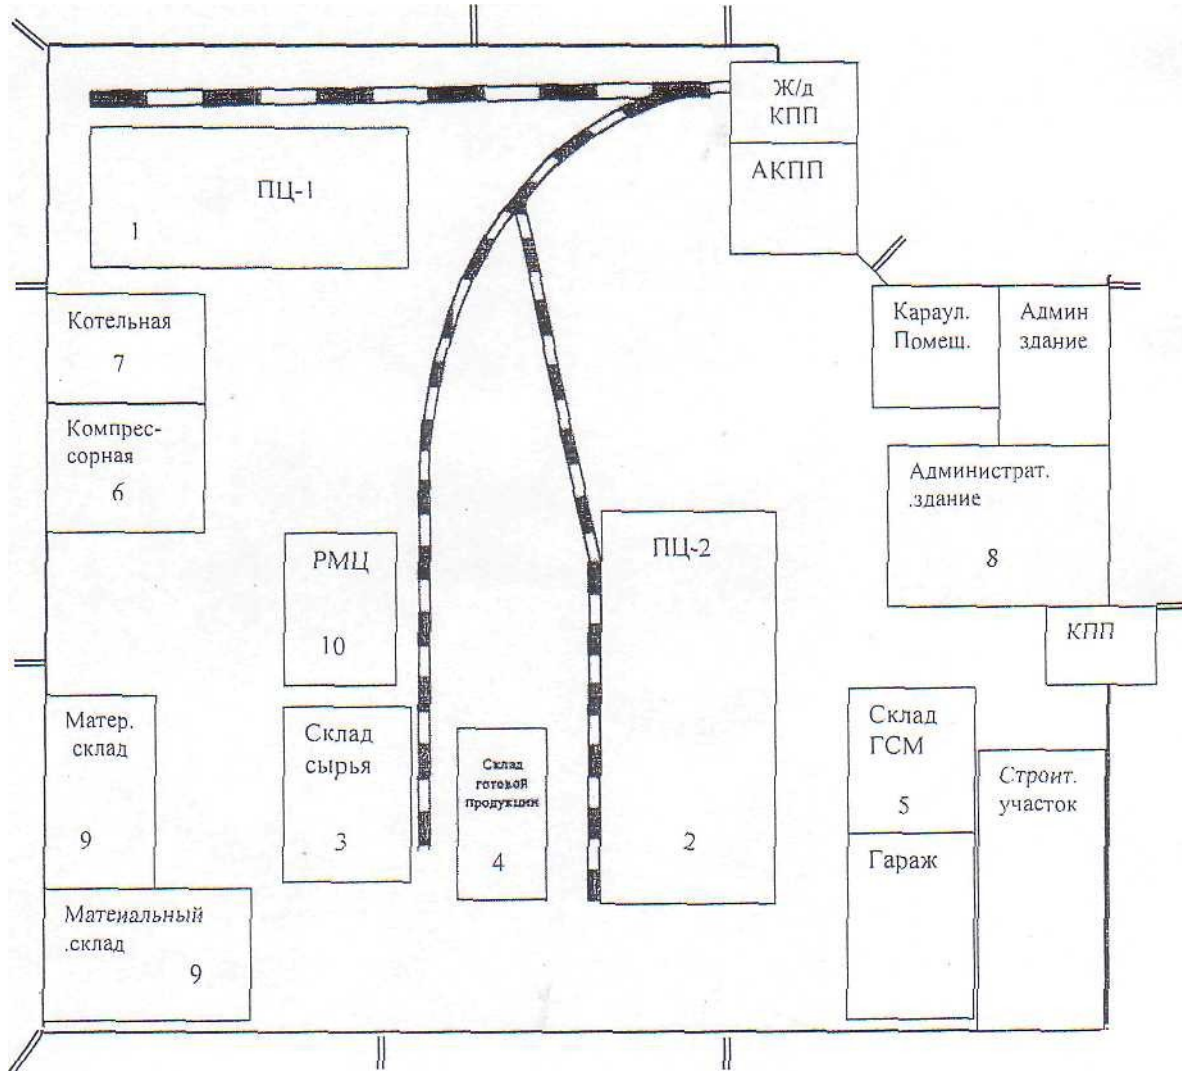 Ж/д
КПП
АКПП
ПЦ-1
1
Котельная
7
Компрес-
сорная
6
Караул.
Помещ.
Админ
здание
Администрат.
.здание
8
КПП
РМЦ
10
ПЦ-2
2
Матер.
.склад
9
Склад
сырья
3
Склад
готовой
продукции
4
Склад
ГСМ
5
Гараж
Строит.
участок
Матеиальный
.склад
9